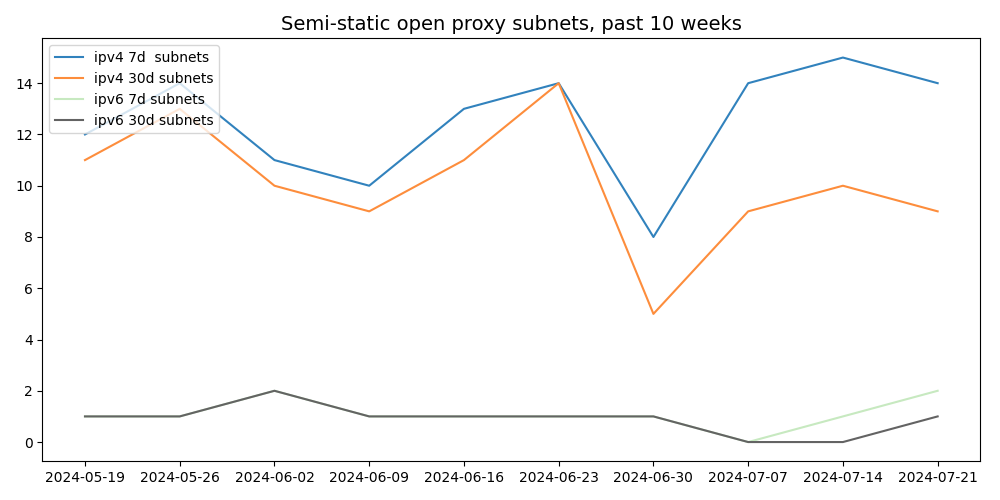 Semi-static open proxy subnets, past 10 weeks
ipv4 7d  subnets
ipv4 30d subnets
ipv6 7d subnets
ipv6 30d subnets
14
12
10
8
6
4
2
0
2024-05-19 2024-05-26 2024-06-02 2024-06-09 2024-06-16 2024-06-23 2024-06-30 2024-07-07 2024-07-14 2024-07-21